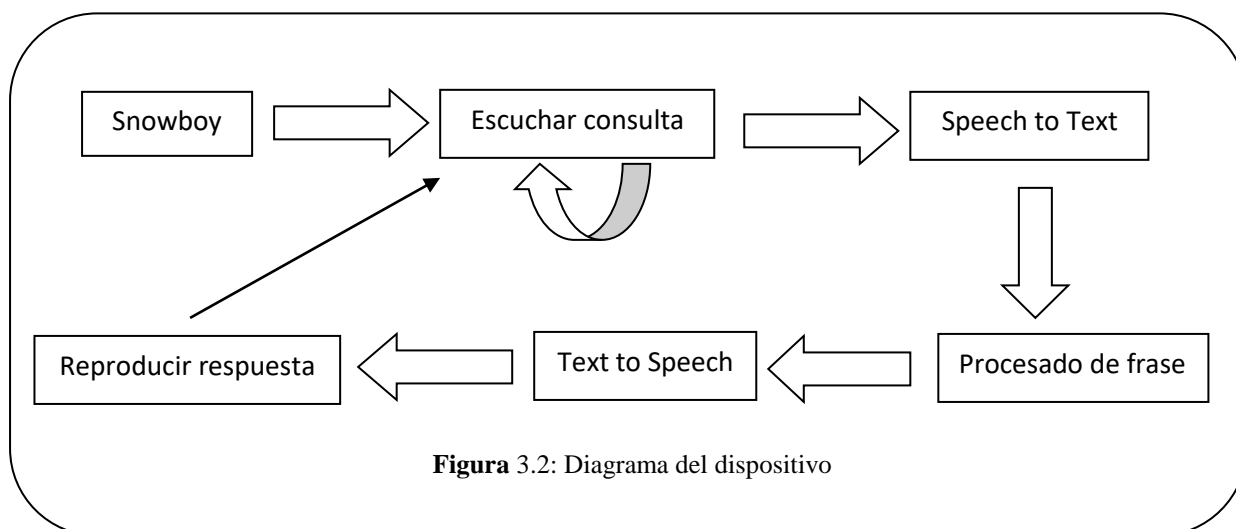 Snowboy
Escuchar consulta
Speech to Text
Reproducir respuesta
Text to Speech
Procesado de frase
Figura 3.2: Diagrama del dispositivo